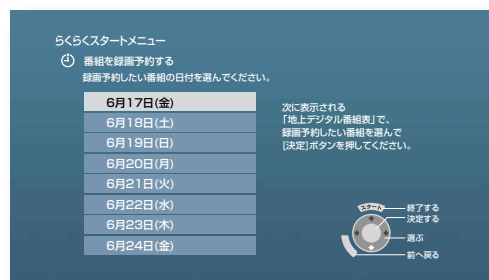 らくらくスタートメニュー
番組を録画予約する
録画予約したい番組の日付を選んでください。
6月17日(金)
6月18日(土)
6月19日(日)
6月20日(月)
6月21日(火)
6月22日(水)
6月23日(木)
6月24日(金)
次に表示される
「地上デジタル番組表」で、
録画予約したい番組を選んで
[決定]ボタンを押してください。
スタート
終了する
決定する
選ぶ
前へ戻る